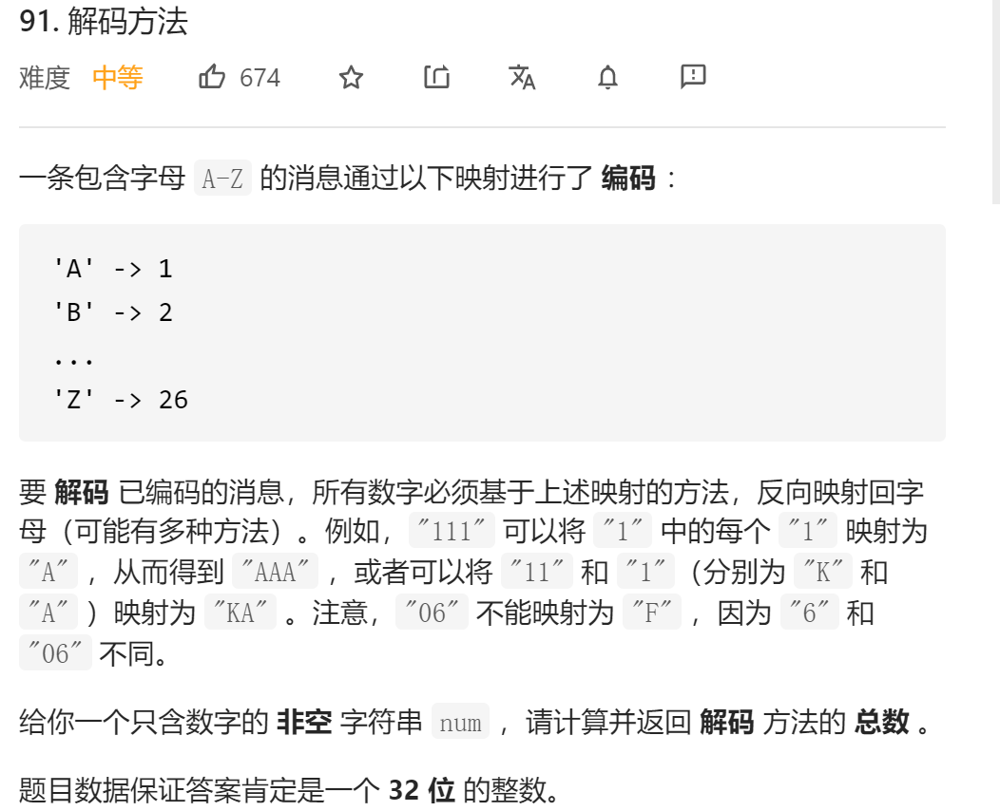 91. 解码方法
难度 中等 674
一条包含字母 A-Z 的消息通过以下映射进行了 编码 ：
'A' -> 1
'B' -> 2
...
'Z' -> 26
要 解码 已编码的消息，所有数字必须基于上述映射的方法，反向映射回字
母（可能有多种方法）。例如，"111" 可以将 "1" 中的每个 "1" 映射为
"A" ，从而得到 "AAA" ，或者可以将 "11" 和 "1"（分别为 "K" 和
"A" ）映射为 "KA" 。注意，"06" 不能映射为 "F" ，因为 "6" 和
"06" 不同。
给你一个只含数字的 非空 字符串 num ，请计算并返回 解码 方法的 总数 。
题目数据保证答案肯定是一个 32 位 的整数。